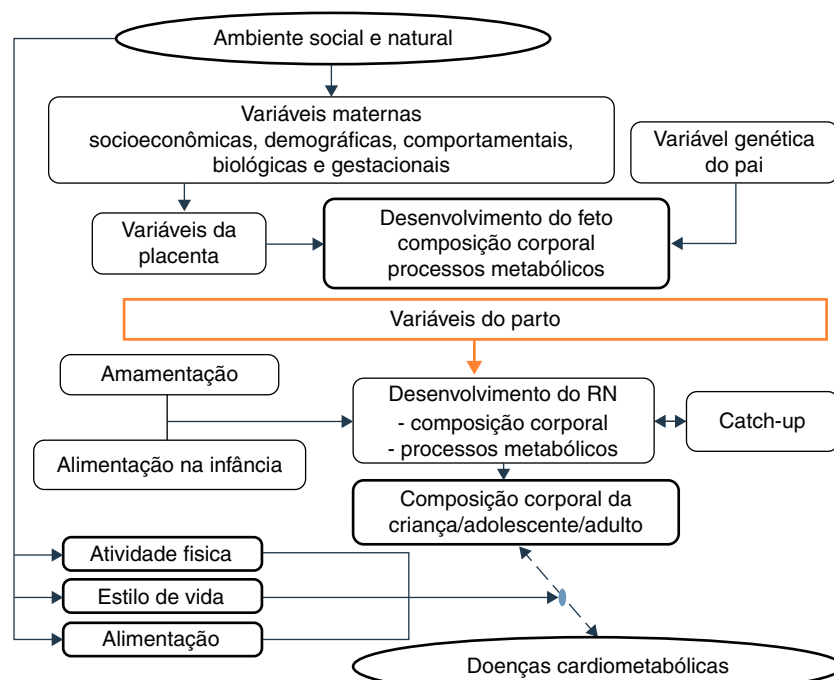 Ambiente social e natural
Variáveis maternas
socioeconômicas, demográficas, comportamentais,
biológicas e gestacionais
Variável genética
do pai
Variáveis da
placenta
Desenvolvimento do feto
composição corporal
processos metabólicos
Variáveis do parto
Amamentação
Alimentação na infância
Desenvolvimento do RN
- composição corporal
- processos metabólicos
Catch-up
Composição corporal da
criança/adolescente/adulto
Atividade fisica
Estilo de vida
Alimentação
Doenças cardiometabólicas